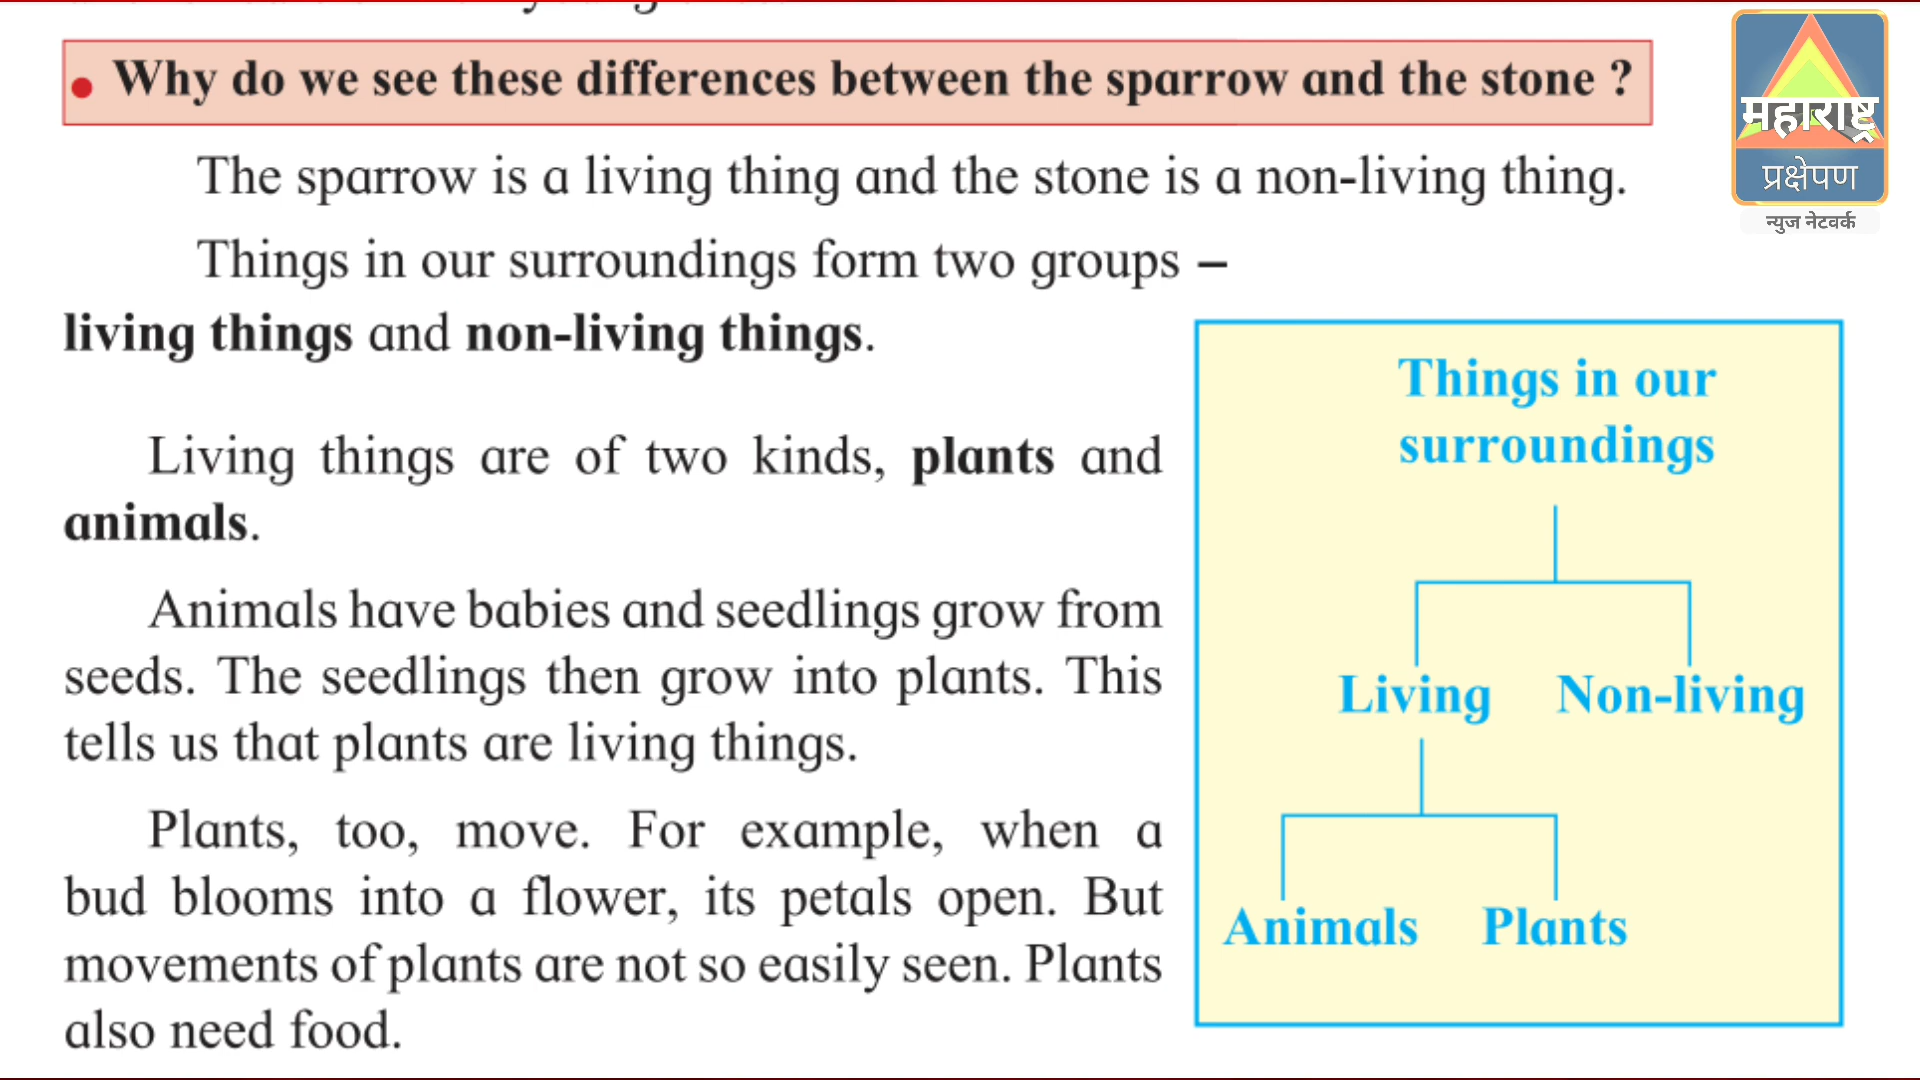 • Why do we see these differences between the sparrow and the stone ?
The sparrow is a living thing and the stone is a non-living thing.
Things in our surroundings form two groups –
living things and non-living things.
Living things are of two kinds, plants and
animals.
Animals have babies and seedlings grow from
seeds. The seedlings then grow into plants. This
tells us that plants are living things.
Plants, too, move. For example, when a
bud blooms into a flower, its petals open. But
movements of plants are not so easily seen. Plants
also need food.
Things in our
surroundings
Living Non-living
Animals Plants
महाराष्ट्र
प्रक्षेपण
न्युज नेटवर्क